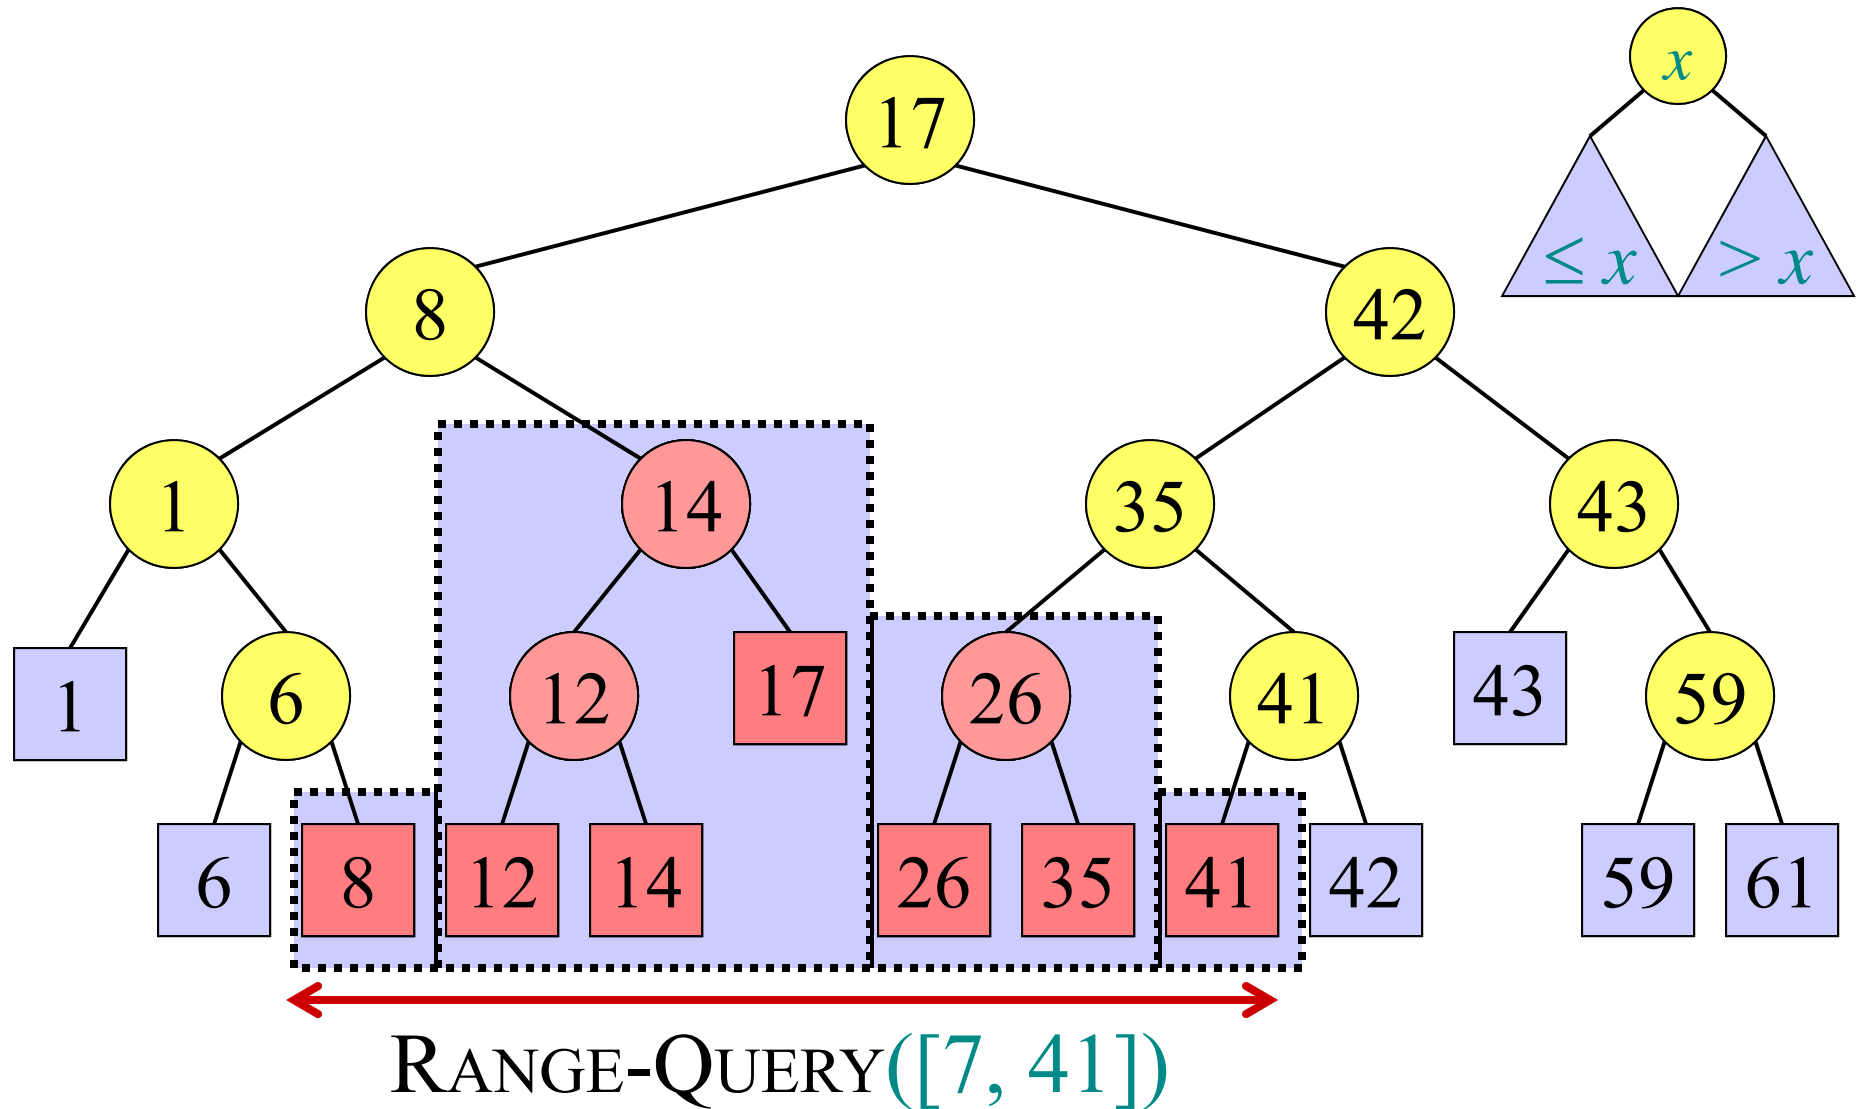 x
17
≤ x > x
8 42
1 14 35 43
1 6 12 17 26 41 43 59
6 8 12 14 26 35 41 42 59 61
RANGE-QUERY([7, 41])